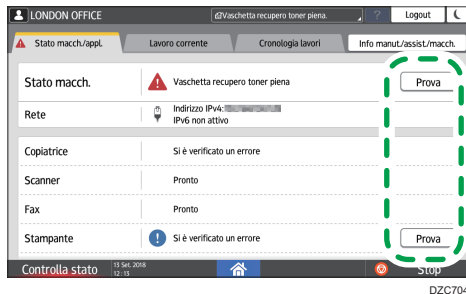 LONDON OFFICE
Vaschetta recupero toner piena.
?
Logout
Stato macch./appl.
Lavoro corrente
Cronologia lavori
Info manut./assist./macch.
Stato macch.
Vaschetta recupero toner piena
Prova
Rete
Indirizzo IPv4:
IPv6 non attivo
Copiatrice
Si è verificato un errore
Scanner
Pronto
Fax
Pronto
Stampante
Si è verificato un errore
Prova
Controlla stato
13 Set. 2018
12 : 13
Stop
DZC704